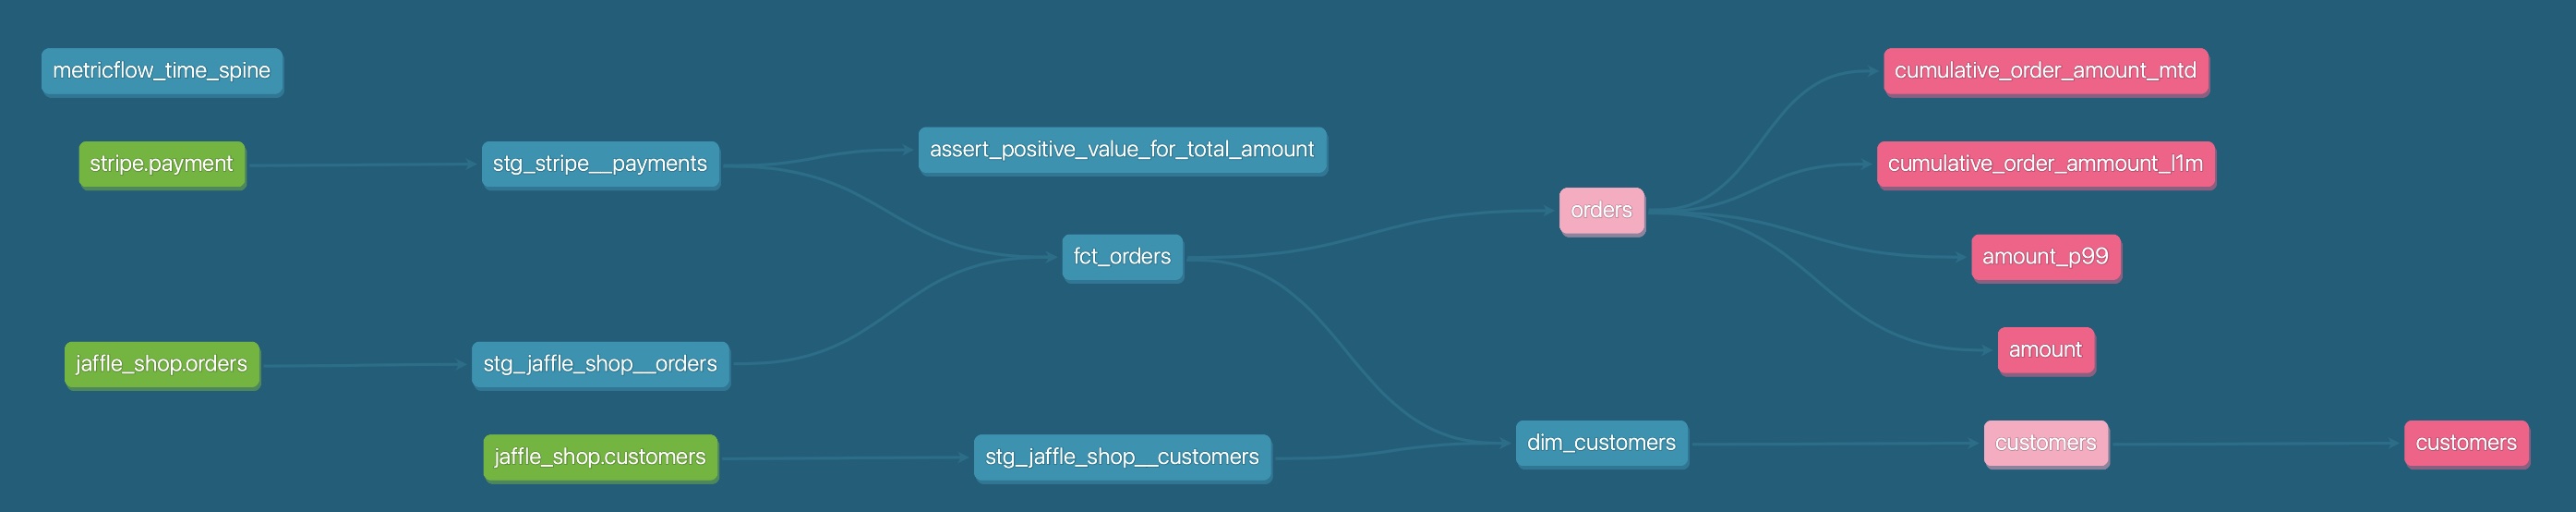 metricflow_time_spine
stripe.payment
stg_stripe__payments
assert_positive_value_for_total_amount
fct_orders
jaffle_shop.orders
stg_jaffle_shop__orders
jaffle_shop.customers
stg_jaffle_shop__customers
orders
dim_customers
cumulative_order_amount_mtd
cumulative_order_ammount_l1m
amount_p99
amount
customers
customers